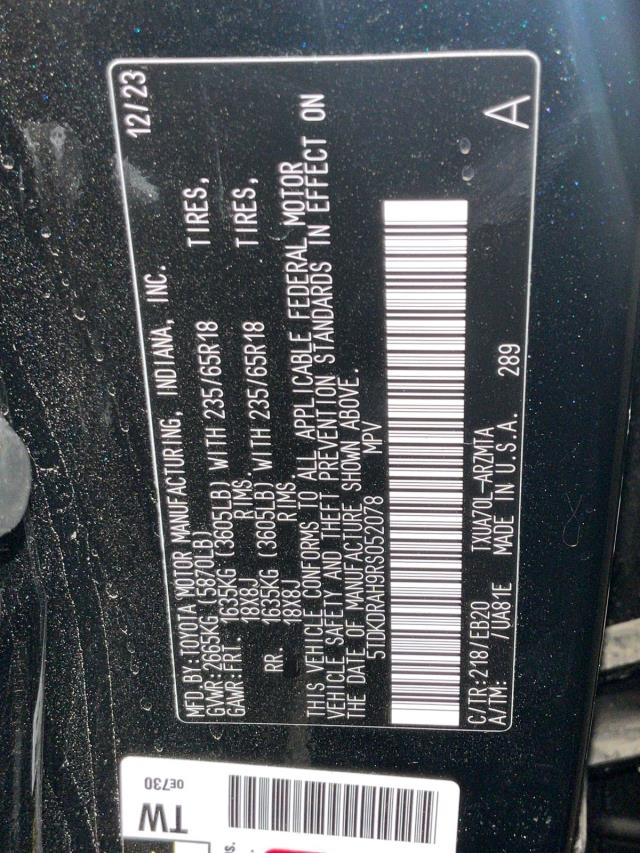 MFD.BY:TOYOTA MOTOR MANUFACTURING, INDIANA, INC. 12/23
GVWR:2665KG (5870LB)
GAWR:FRT. 1635KG (3605LB) WITH 235/65R18 TIRES,
18X8J RIMS.
RR. 1635KG (3605LB) WITH 235/65R18 TIRES,
18X8J RIMS.
THIS VEHICLE CONFORMS TO ALL APPLICABLE FEDERAL MOTOR
VEHICLE SAFETY AND THEFT PREVENTION STANDARDS IN EFFECT ON
THE DATE OF MANUFACTURE SHOWN ABOVE.
5TDKDRAH9RS052078 MPV
C/TR:218/EB20 TXUA70L-ARZMTA
A/TM: /UA81E MADE IN U.S.A. 289 A
TW
0E730